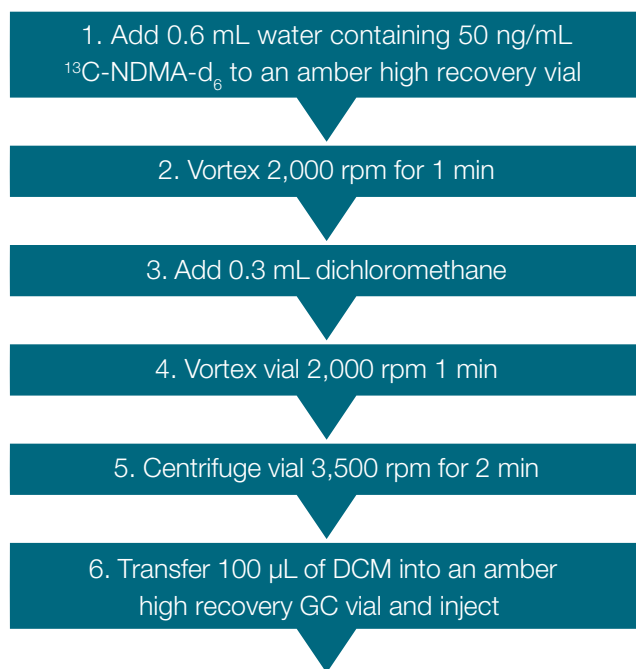 1. Add 0.6 mL water containing 50 ng/mL
¹³C-NDMA-d₆ to an amber high recovery vial
2. Vortex 2,000 rpm for 1 min
3. Add 0.3 mL dichloromethane
4. Vortex vial 2,000 rpm 1 min
5. Centrifuge vial 3,500 rpm for 2 min
6. Transfer 100 µL of DCM into an amber
high recovery GC vial and inject